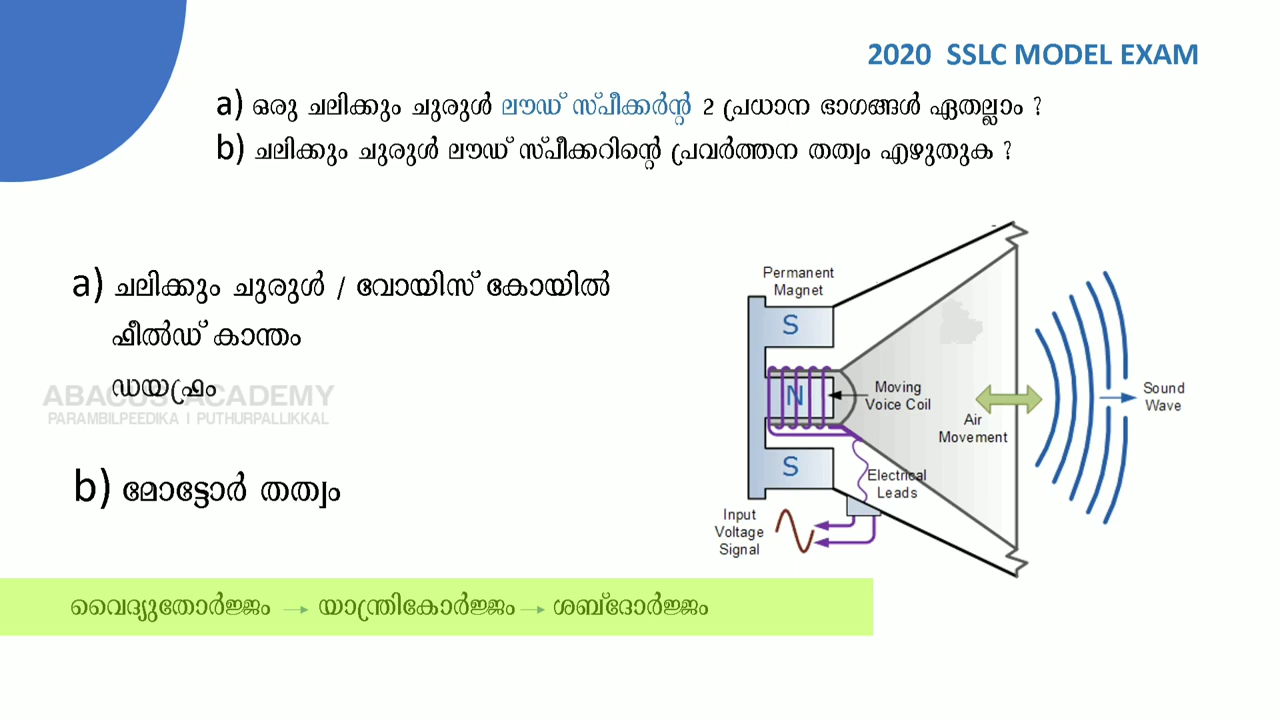 2020 SSLC MODEL EXAM
a) ഒരു ചലിക്കും ചുരുൾ ലൗഡ് സ്പീക്കർന്റ 2 പ്രധാന ഭാഗങ്ങൾ ഏതല്ലാം ?
b) ചലിക്കും ചുരുൾ ലൗഡ് സ്പീക്കറിന്റെ പ്രവർത്തന തത്വം എഴുതുക ?
a) ചലിക്കും ചുരുൾ / വോയിസ് കോയിൽ
ഫീൽഡ് കാന്തം
ഡയഫ്രം
ABACUS ACADEMY
PARAMBILPEEDIKA I PUTHURPALLIKKAL
b) മോട്ടോർ തത്വം
Permanent
Magnet
S
N
Moving
Voice Coil
Air
Movement
Sound
Wave
S
Electrical
Leads
Input
Voltage
Signal
വൈദ്യുതോർജ്ജം → യാന്ത്രികോർജ്ജം → ശബ്ദോർജ്ജം